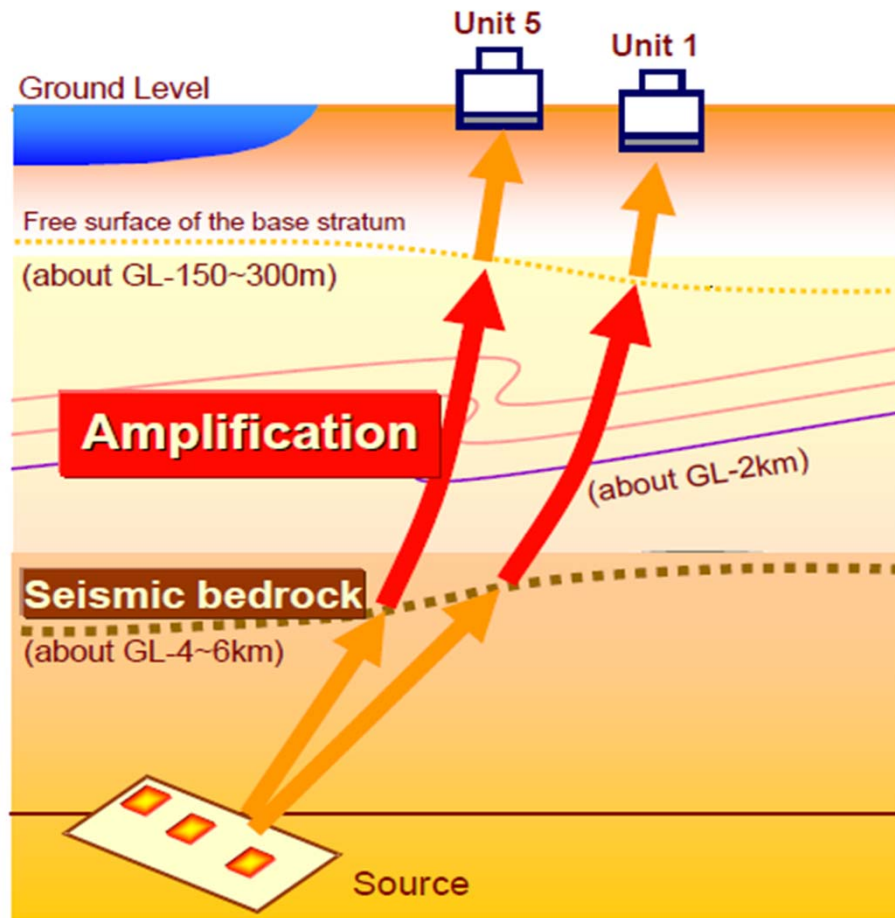 Unit 5
Unit 1
Ground Level
Free surface of the base stratum
(about GL-150~300m)
Amplification
(about GL-2km)
Seismic bedrock
(about GL-4~6km)
Source